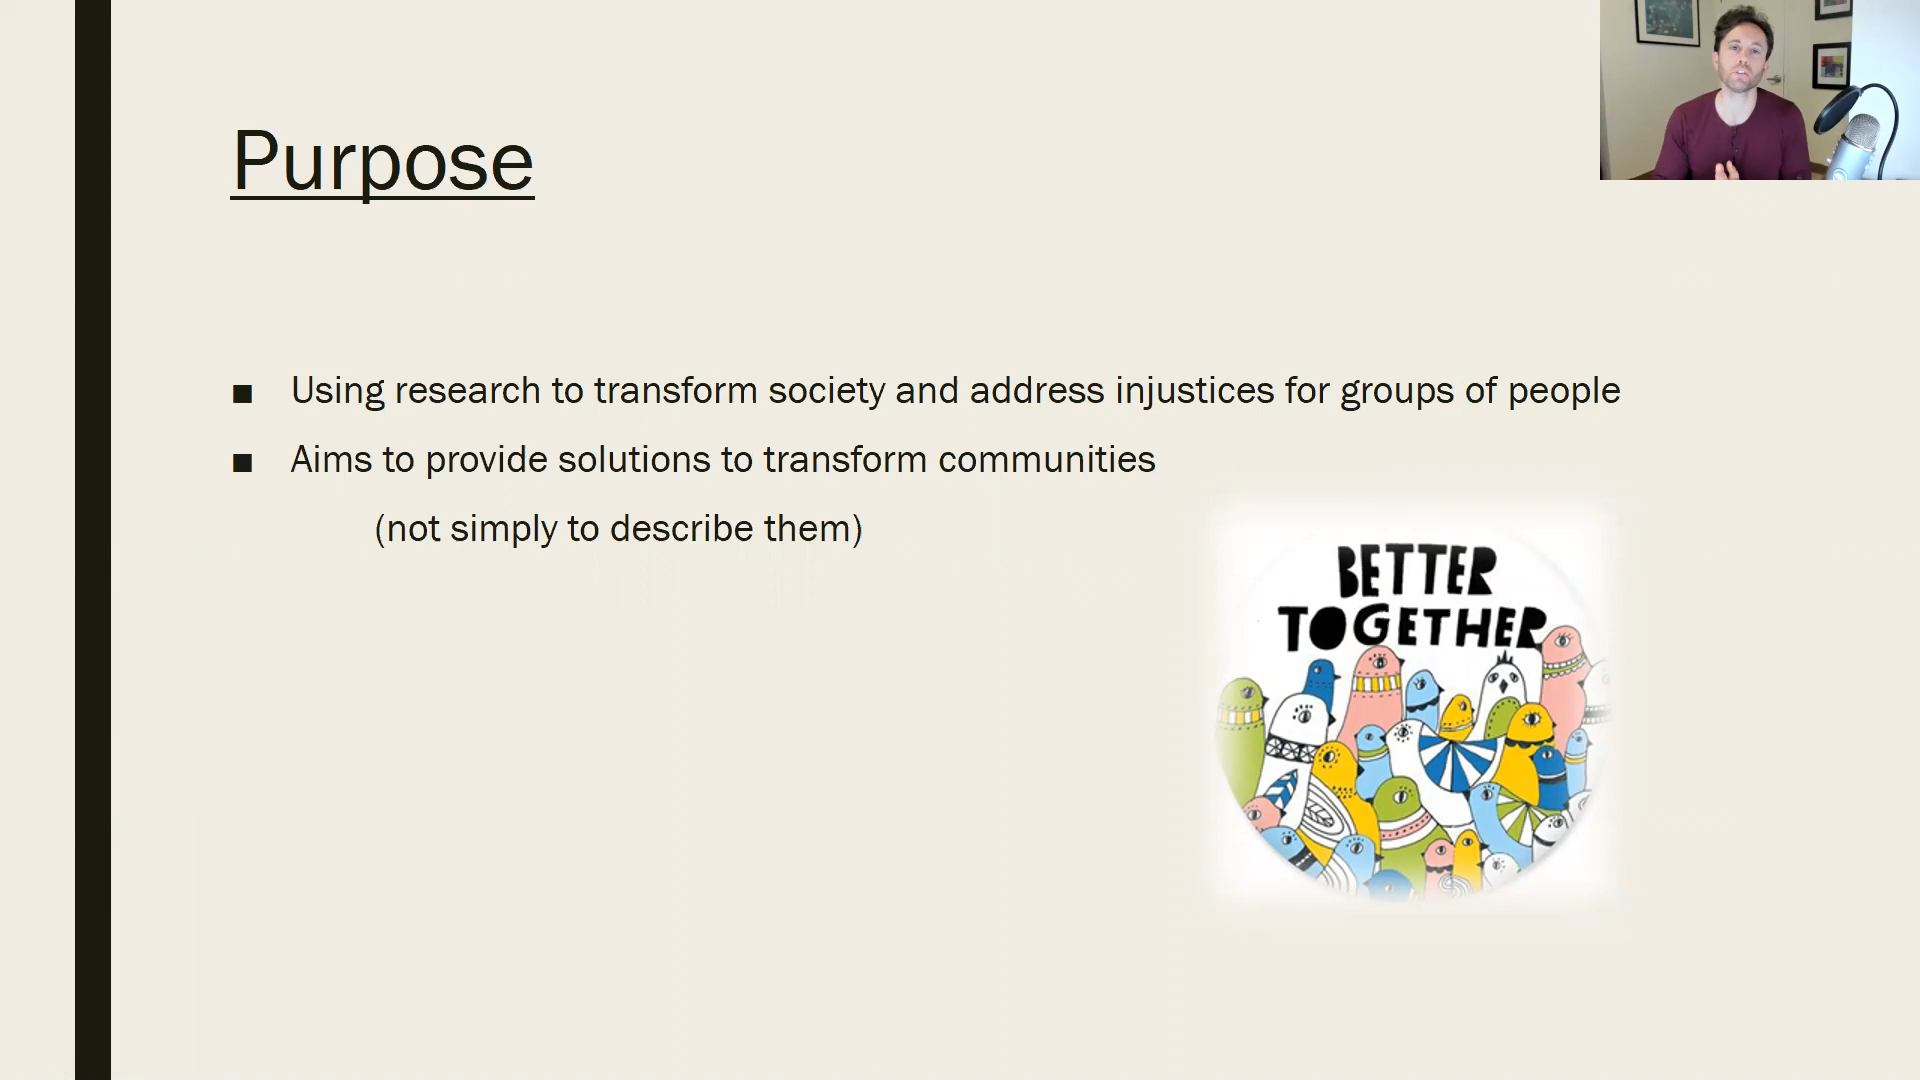 Purpose
■ Using research to transform society and address injustices for groups of people
■ Aims to provide solutions to transform communities
(not simply to describe them)
BETTER
TOGETHER